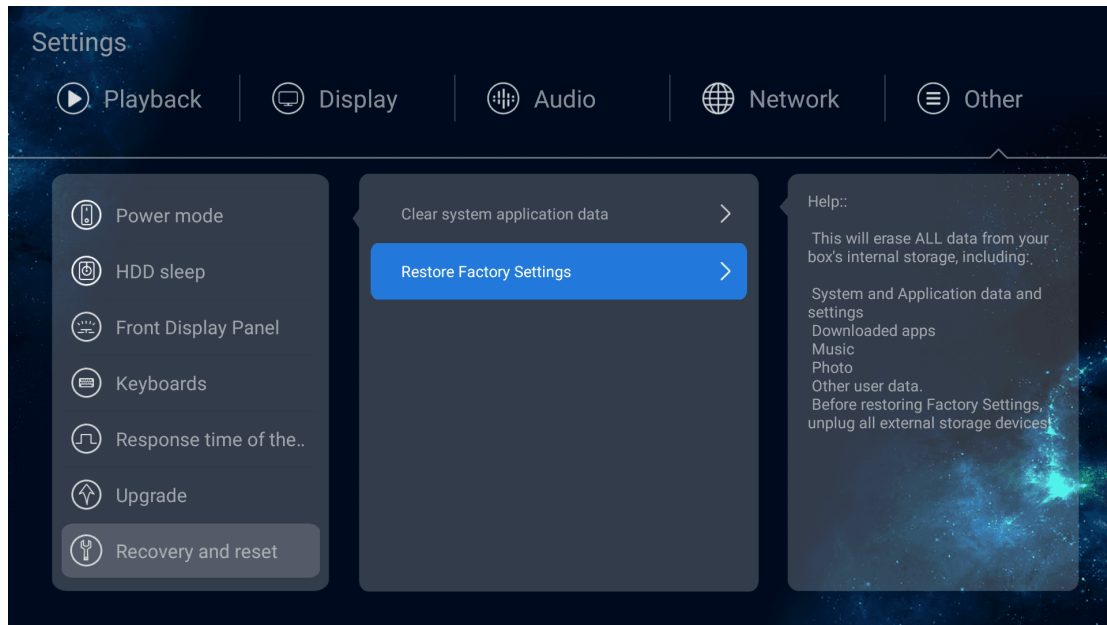 Settings
Playback
Display
Audio
Network
Other
Power mode
HDD sleep
Front Display Panel
Keyboards
Response time of the..
Upgrade
Recovery and reset
Clear system application data
Restore Factory Settings
Help::
This will erase ALL data from your
box's internal storage, including:
System and Application data and
settings
Downloaded apps
Music
Photo
Other user data.
Before restoring Factory Settings,
unplug all external storage devices!